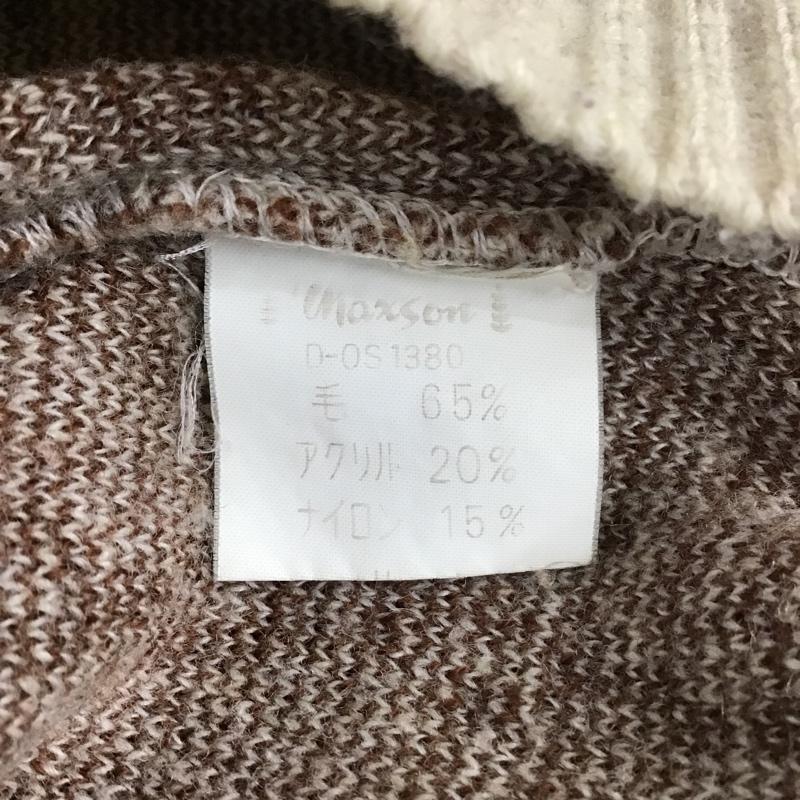 Maxson
D-OS1380
毛 65%
アクリル 20%
ナイロン 15%